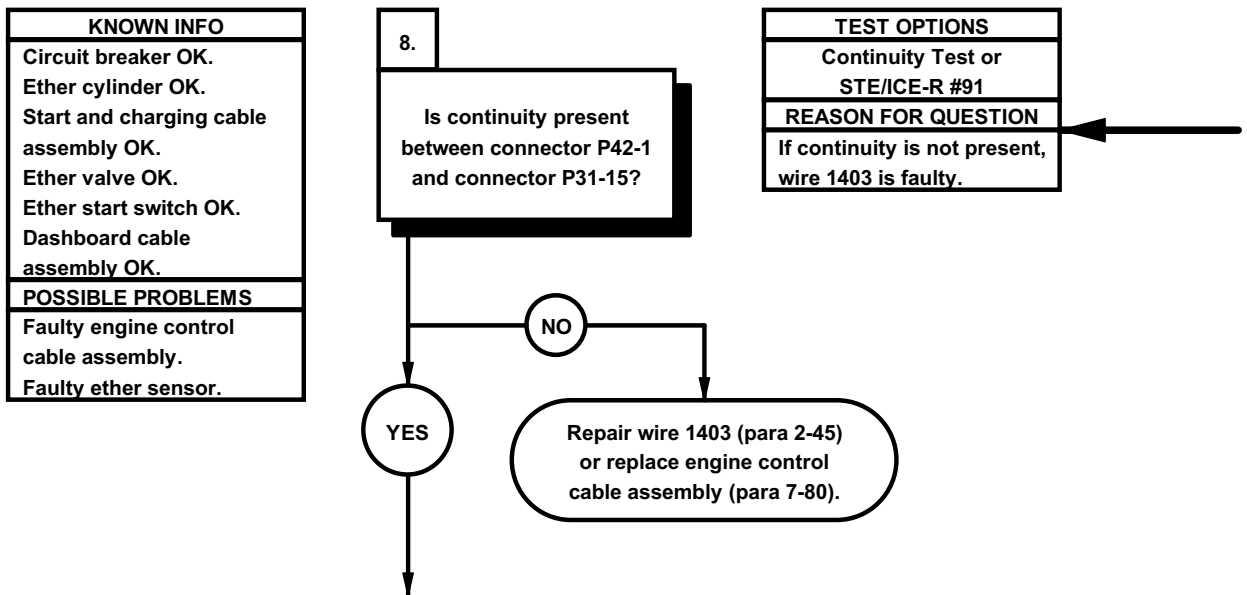 KNOWN INFO
Circuit breaker OK.
Ether cylinder OK.
Start and charging cable
assembly OK.
Ether valve OK.
Ether start switch OK.
Dashboard cable
assembly OK.
POSSIBLE PROBLEMS
Faulty engine control
cable assembly.
Faulty ether sensor.
8.
Is continuity present
between connector P42-1
and connector P31-15?
TEST OPTIONS
Continuity Test or
STE/ICE-R #91
REASON FOR QUESTION
If continuity is not present,
wire 1403 is faulty.
NO
YES
Repair wire 1403 (para 2-45)
or replace engine control
cable assembly (para 7-80).